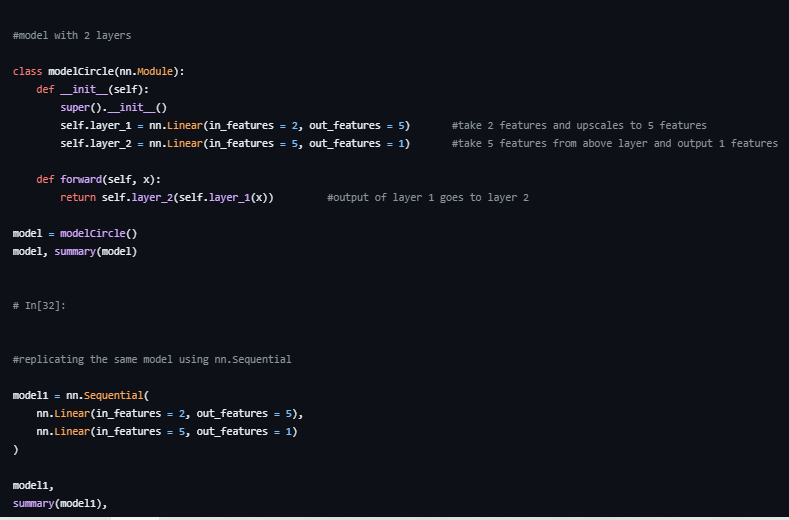 #model with 2 layers
class modelCircle(nn.Module):
def __init__(self):
super().__init__()
self.layer_1 = nn.Linear(in_features = 2, out_features = 5) #take 2 features and upscales to 5 features
self.layer_2 = nn.Linear(in_features = 5, out_features = 1) #take 5 features from above layer and output 1 features
def forward(self, x):
return self.layer_2(self.layer_1(x)) #output of layer 1 goes to layer 2
model = modelCircle()
model, summary(model)
# In[32]:
#replicating the same model using nn.Sequential
model1 = nn.Sequential(
nn.Linear(in_features = 2, out_features = 5),
nn.Linear(in_features = 5, out_features = 1)
)
model1,
summary(model1),